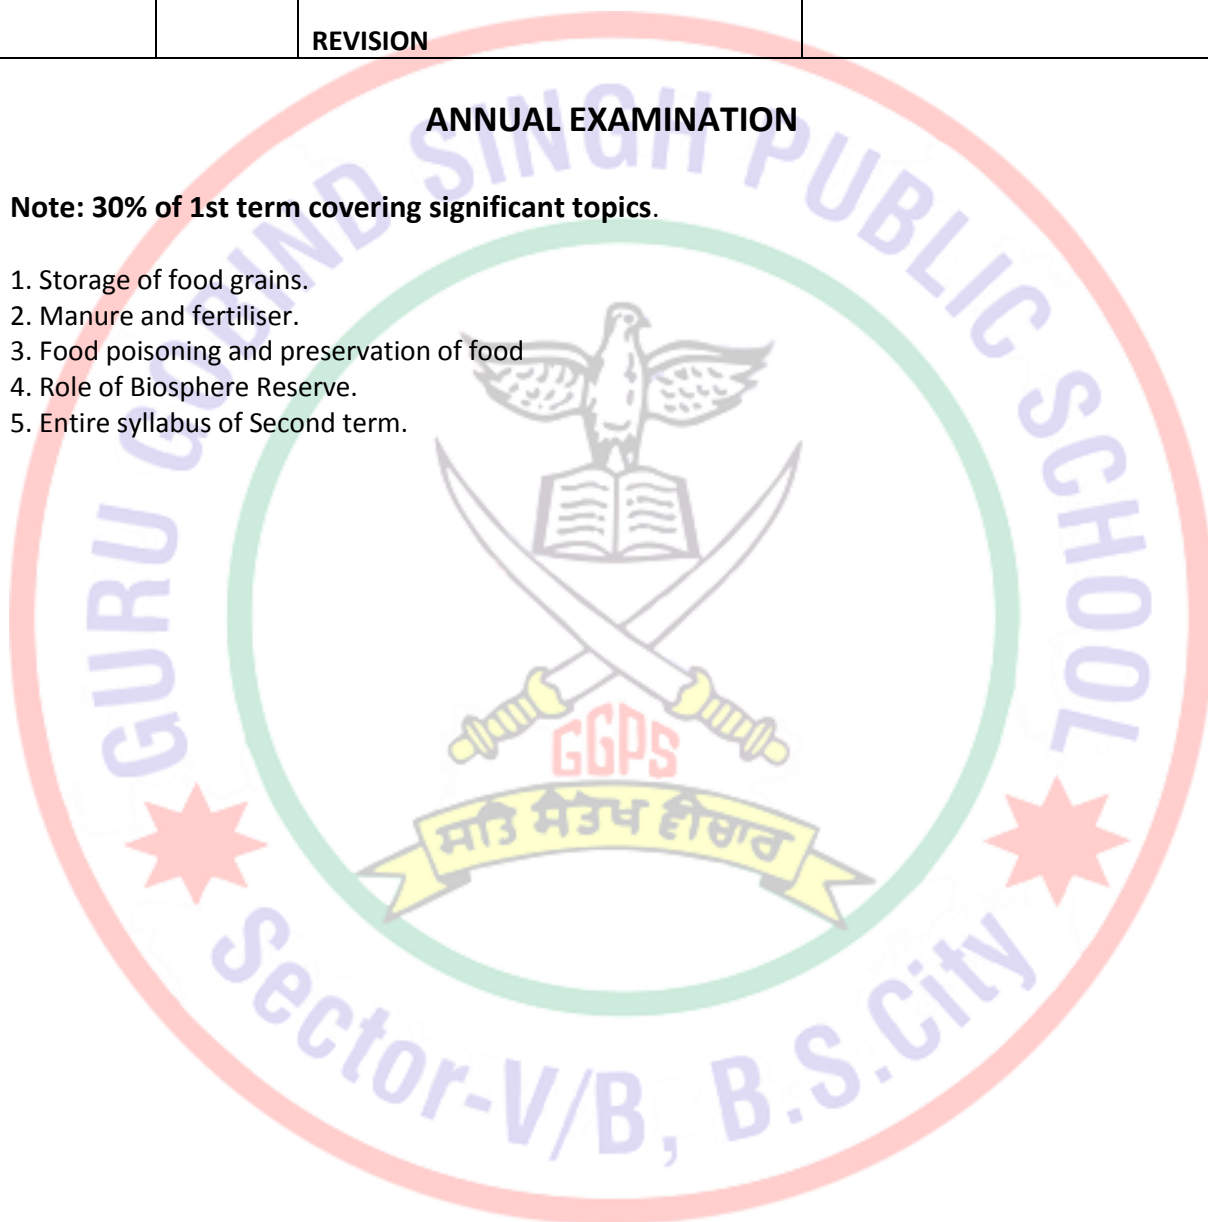 REVISION
ANNUAL EXAMINATION
Note: 30% of 1st term covering significant topics.
1. Storage of food grains.
2. Manure and fertiliser.
3. Food poisoning and preservation of food
4. Role of Biosphere Reserve.
5. Entire syllabus of Second term.
GURU GOBIND SINGH PUBLIC SCHOOL
GGPS
ਸਤਿ ਸੰਤੋਖ ਵੀਚਾਰ
Sector-V/B, B.S.City